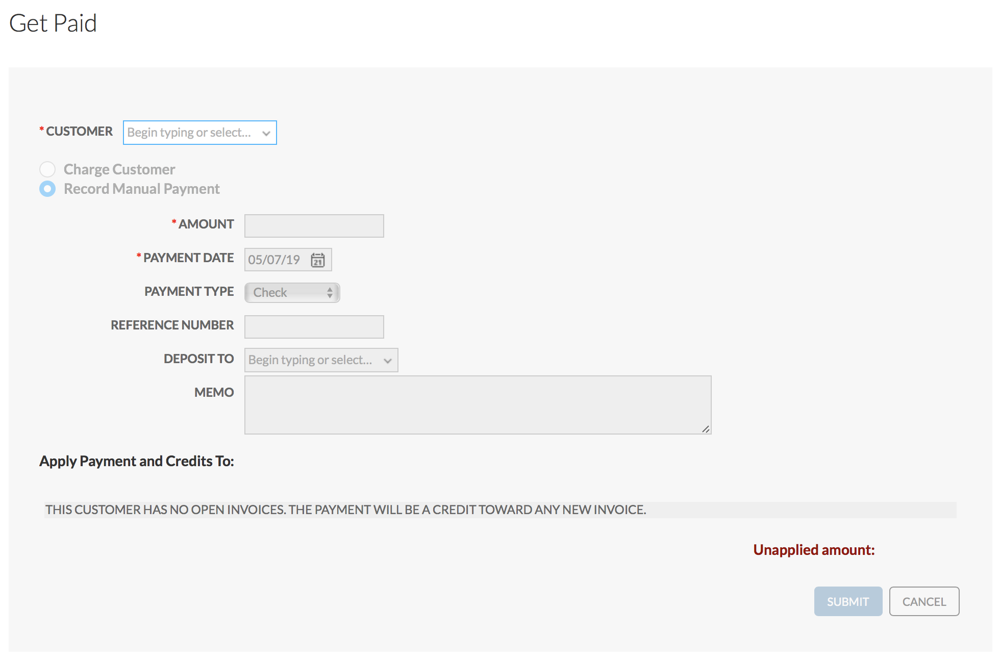 Get Paid
* CUSTOMER Begin typing or select...
Charge Customer
Record Manual Payment
* AMOUNT
* PAYMENT DATE 05/07/19 21
PAYMENT TYPE Check
REFERENCE NUMBER
DEPOSIT TO Begin typing or select...
MEMO
Apply Payment and Credits To:
THIS CUSTOMER HAS NO OPEN INVOICES. THE PAYMENT WILL BE A CREDIT TOWARD ANY NEW INVOICE.
Unapplied amount:
SUBMIT CANCEL